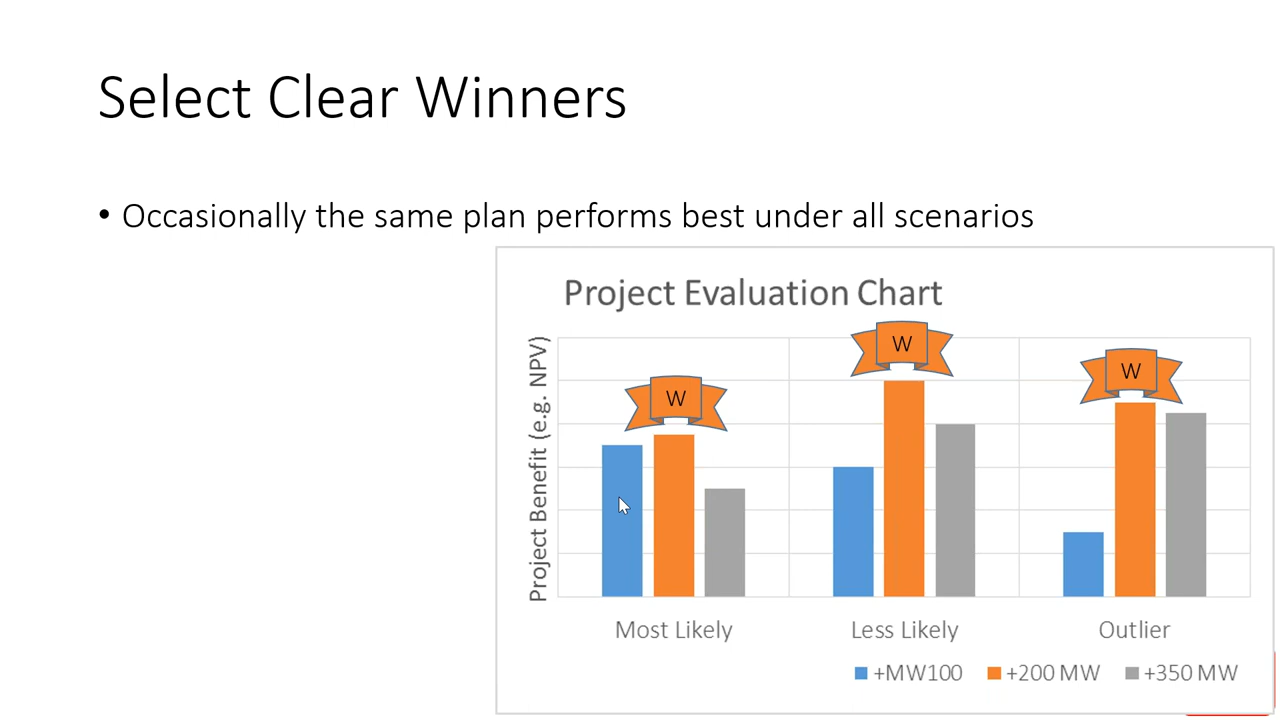 Select Clear Winners
• Occasionally the same plan performs best under all scenarios
Project Evaluation Chart
Project Benefit (e.g. NPV)
W
W
W
Most Likely
Less Likely
Outlier
+MW100
+200 MW
+350 MW